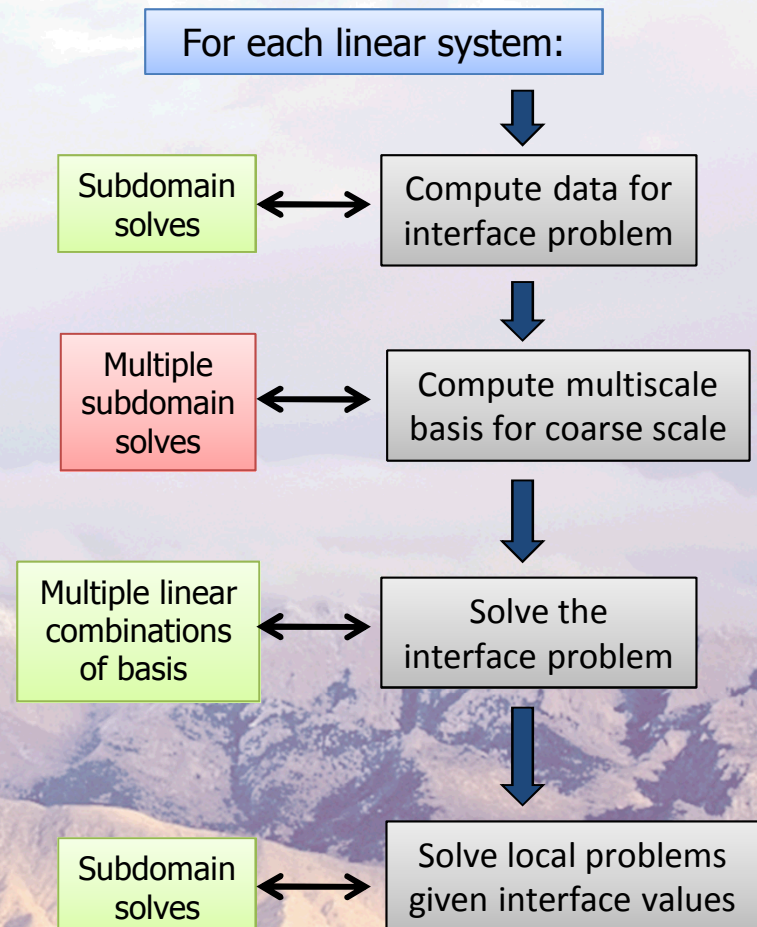 For each linear system:
Subdomain
solves
Compute data for
interface problem
Multiple
subdomain
solves
Compute multiscale
basis for coarse scale
Multiple linear
combinations
of basis
Solve the
interface problem
Subdomain
solves
Solve local problems
given interface values